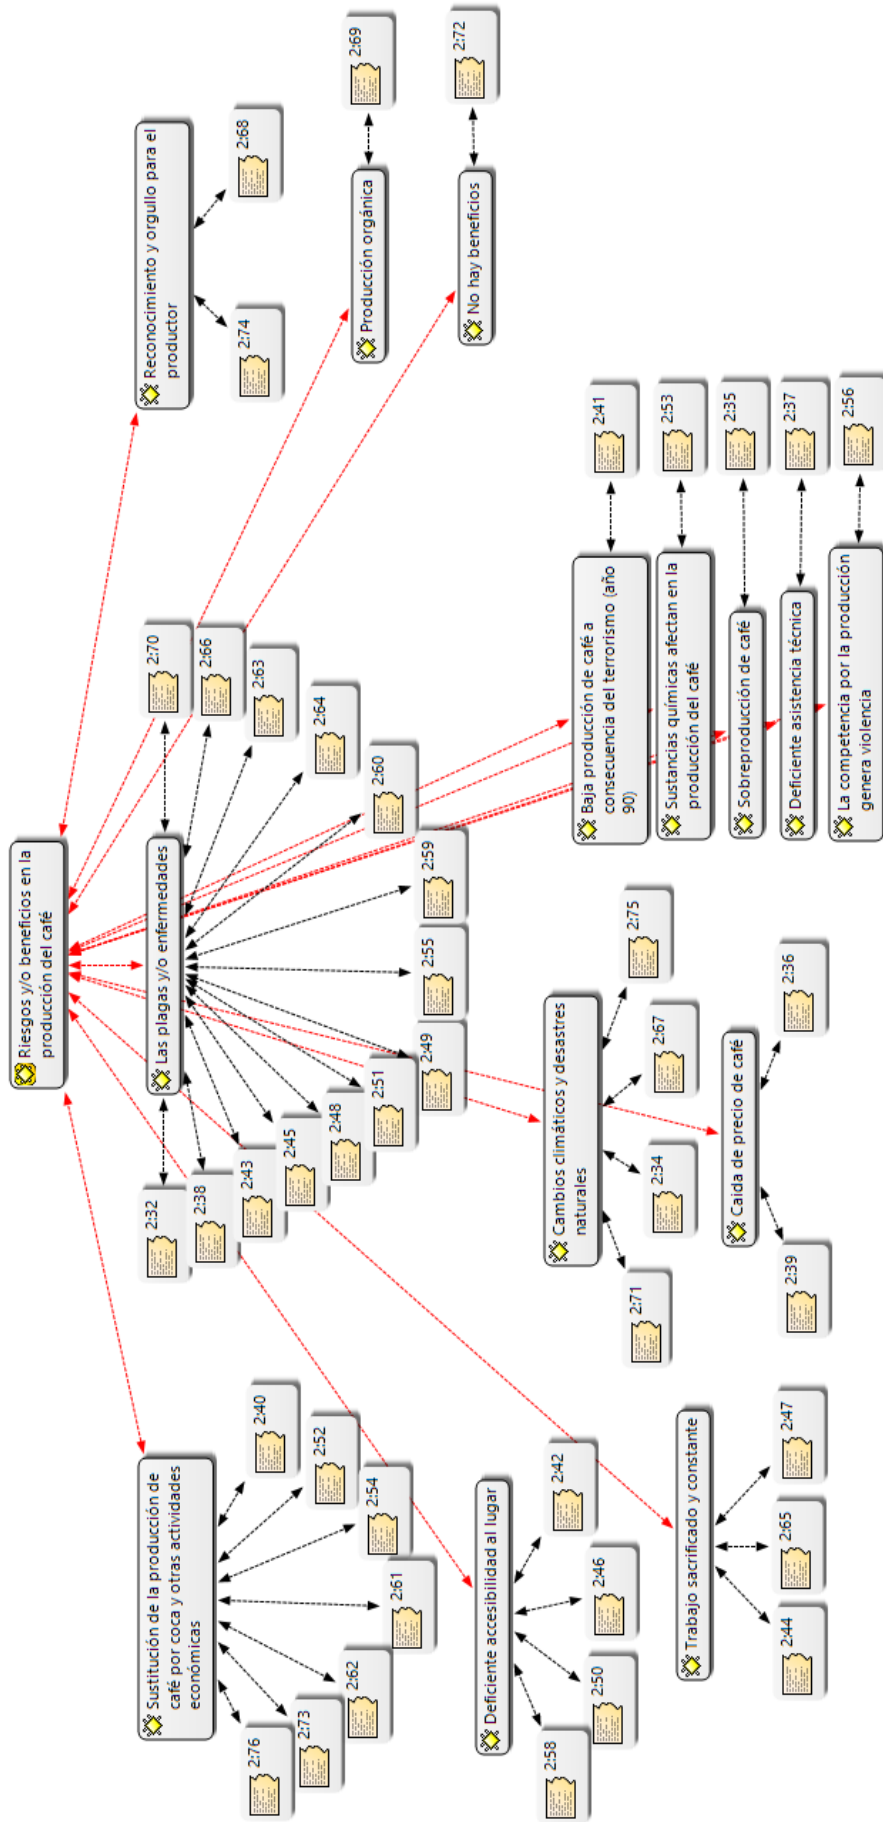 Riesgos y/o beneficios en la
producción del café
Sustitución de la producción de
café por coca y otras actividades
económicas
2:76
2:73
2:62
2:61
2:54
2:52
2:40
Deficiente accesibilidad al lugar
2:58
2:50
2:46
2:42
Trabajo sacrificado y constante
2:44
2:65
2:47
Las plagas y/o enfermedades
2:32
2:38
2:43
2:45
2:48
2:51
2:49
2:55
2:59
2:60
2:64
2:63
2:66
2:70
Cambios climáticos y desastres
naturales
2:71
2:34
2:67
2:75
Caida de precio de café
2:39
2:36
Baja producción de café a
consecuencia del terrorismo (año
90)
2:41
Sustancias químicas afectan en la
producción del café
2:53
Sobreproducción de café
2:35
Deficiente asistencia técnica
2:37
La competencia por la producción
genera violencia
2:56
Reconocimiento y orgullo para el
productor
2:74
2:68
Producción orgánica
2:69
No hay beneficios
2:72